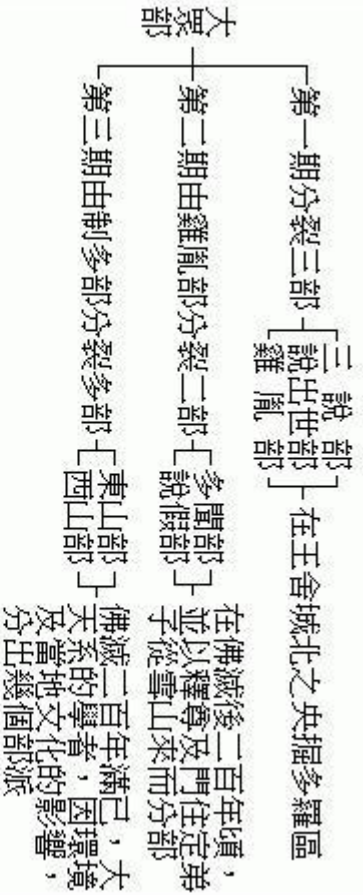 大眾部
第一期分裂三部
一說部
說出世部
雞胤部
在王舍城北之央掘多羅區
第二期由雞胤部分裂二部
多聞部
說假部
在佛滅後二百年頃，
並以釋尊及門住定弟
子從雪山來而分部
第三期由制多部分裂多部
東山部
西山部
佛滅二百年滿已，大
天系的學者，因環境
及當地文化的影響，
分出幾個部派